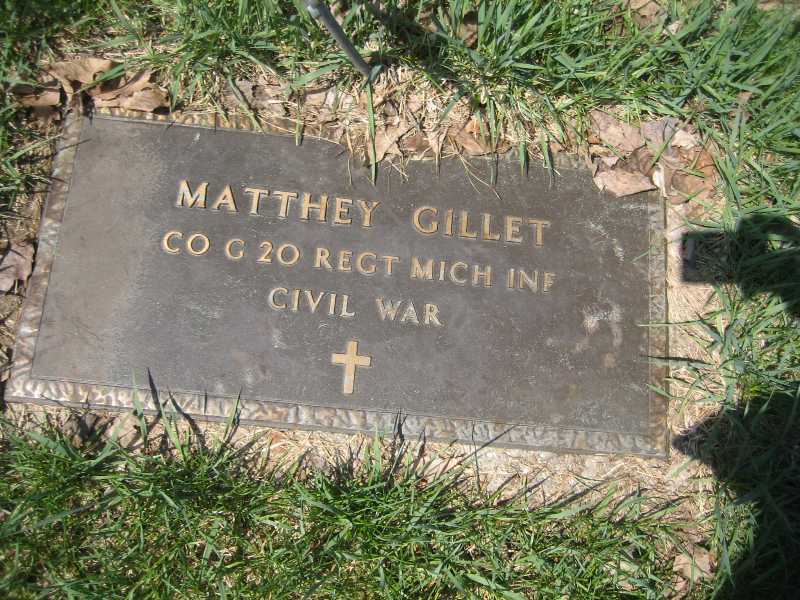 MATTHEY GILLET
CO G 20 REGT MICH INF
CIVIL WAR